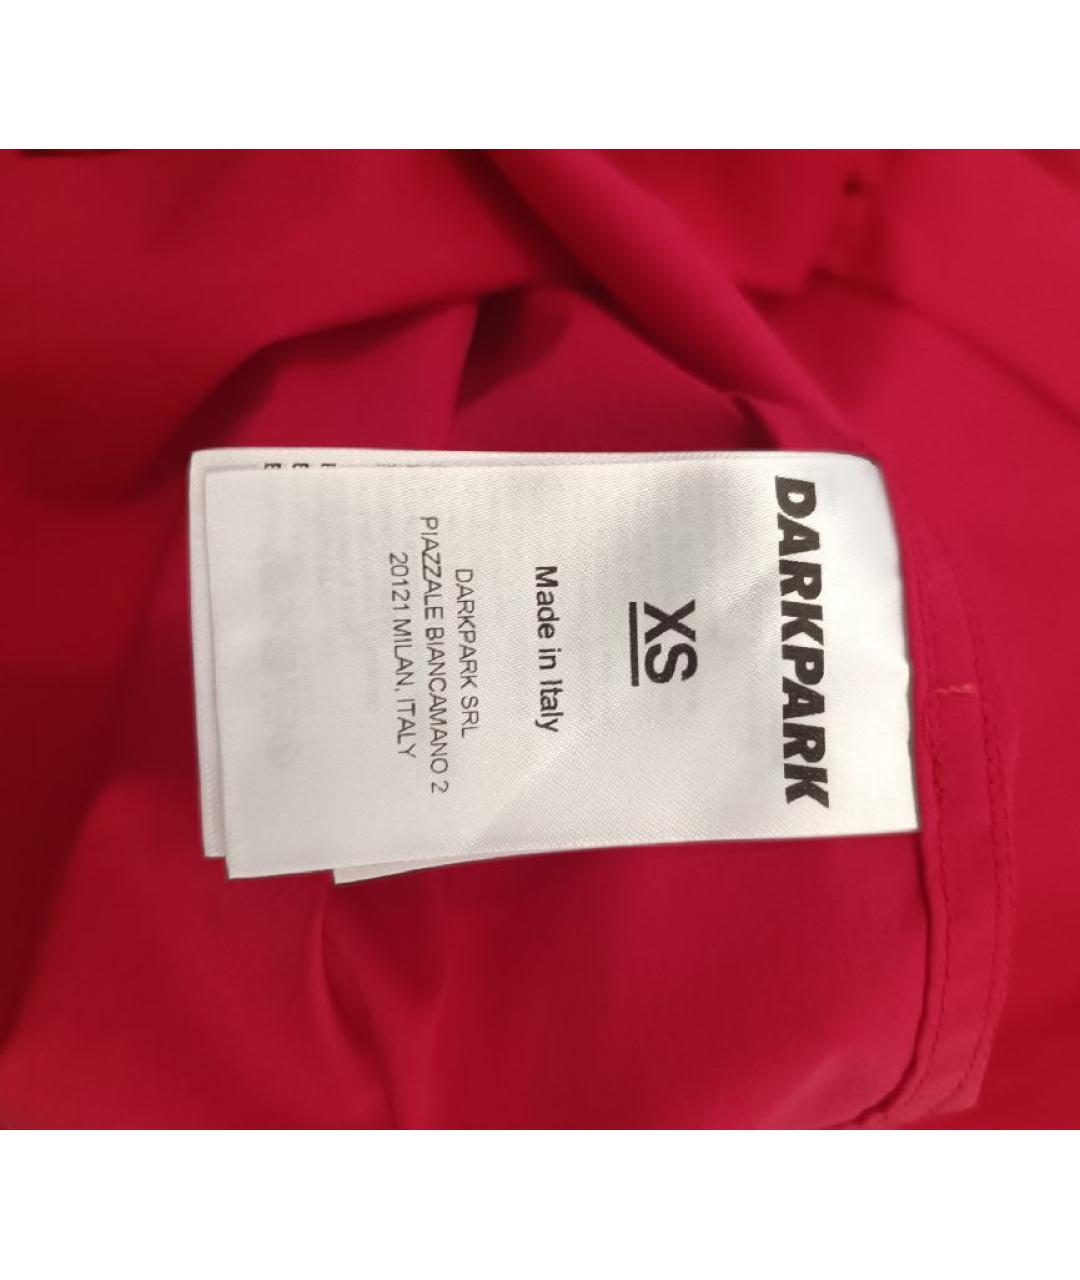 DARKPARK
XS
Made in Italy
DARKPARK SRL
PIAZZALE BIANCAMANO 2
20121 MILAN, ITALY